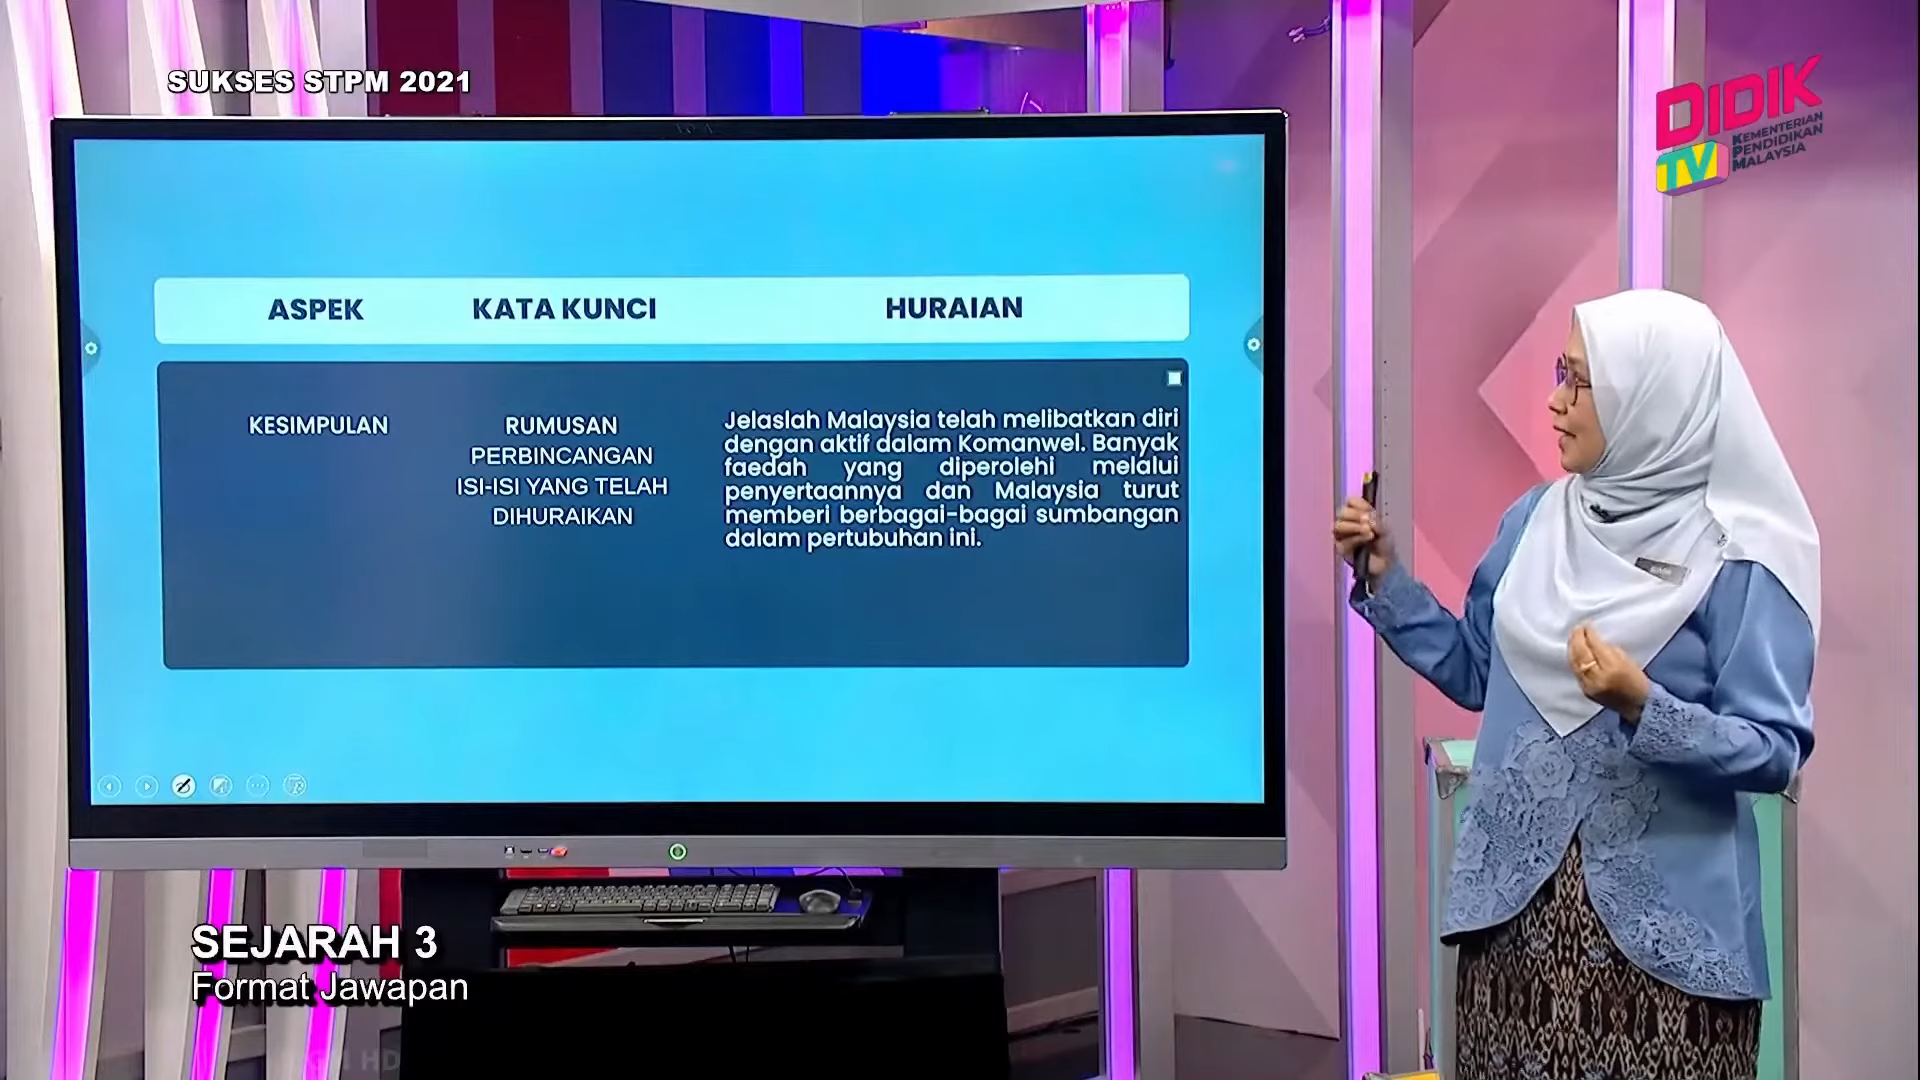 SUKSES STPM 2021
DIDIK
TV
KEMENTERIAN
PENDIDIKAN
MALAYSIA
ASPEK KATA KUNCI HURAIAN
KESIMPULAN
RUMUSAN
PERBINCANGAN
ISI-ISI YANG TELAH
DIHURAIKAN
Jelaslah Malaysia telah melibatkan diri
dengan aktif dalam Komanwel. Banyak
faedah yang diperolehi melalui
penyertaannya dan Malaysia turut
memberi berbagai-bagai sumbangan
dalam pertubuhan ini.
SEJARAH 3
Format Jawapan